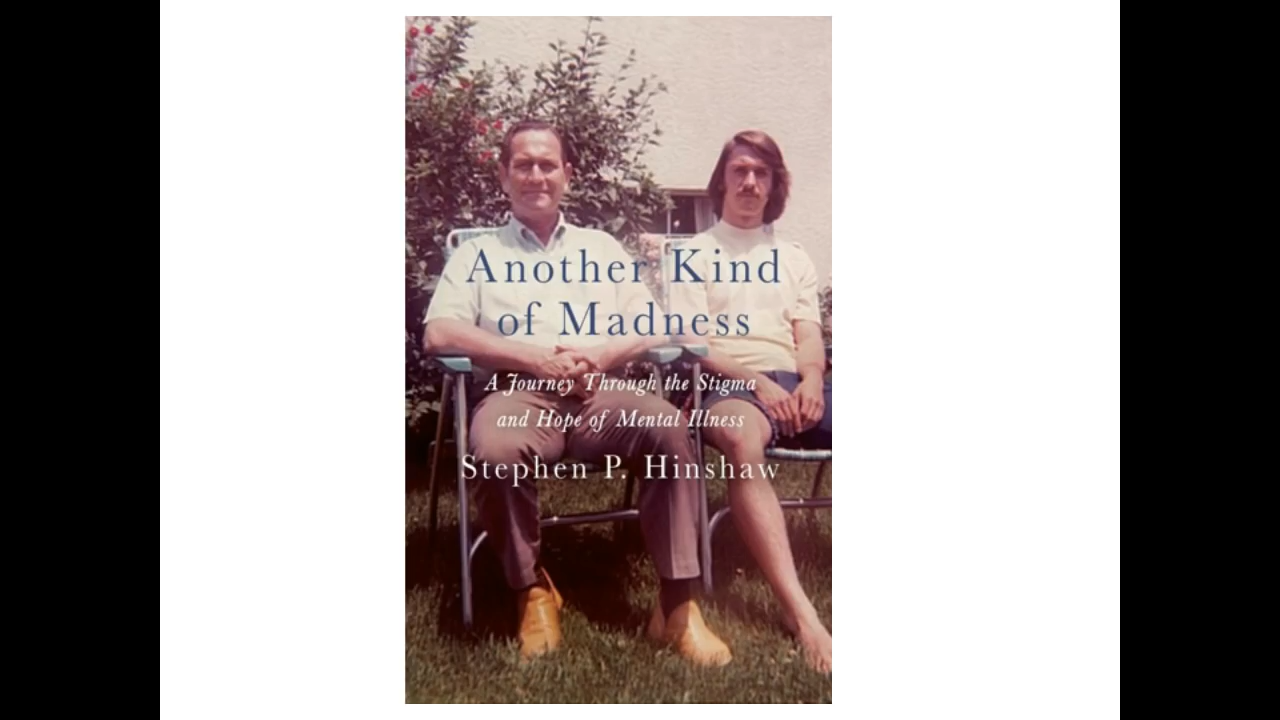 Another Kind
of Madness
A Journey Through the Stigma
and Hope of Mental Illness
Stephen P. Hinshaw